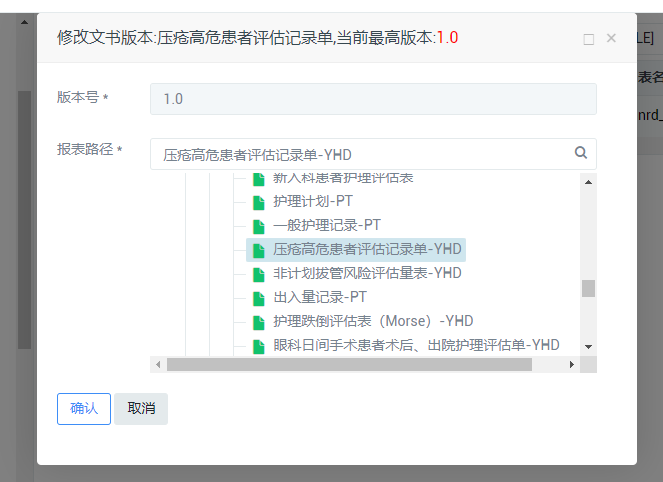 修改文书版本:压疮高危患者评估记录单,当前最高版本:1.0
LE]
版本号 *
1.0
表名
nrd_
报表路径 *
压疮高危患者评估记录单-YHD
新入科患者护理评估表
护理计划-PT
一般护理记录-PT
压疮高危患者评估记录单-YHD
非计划拔管风险评估量表-YHD
出入量记录-PT
护理跌倒评估表（Morse）-YHD
眼科日间手术患者术后、出院护理评估单-YHD
确认
取消